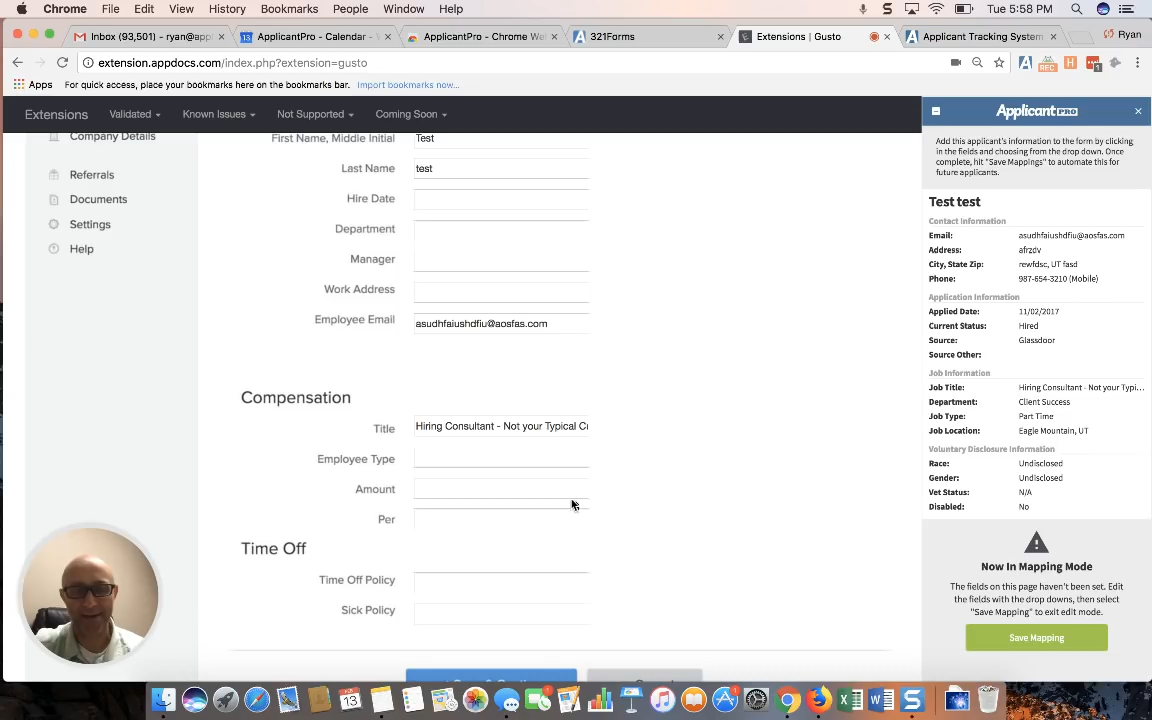 Chrome File Edit View History Bookmarks People Window Help Tue 5:58 PM
Inbox (93,501) - ryan@appl ApplicantPro - Calendar - W ApplicantPro - Chrome Web 321Forms Extensions | Gusto Applicant Tracking System Ryan
extension.appdocs.com/index.php?extension=gusto
Apps For quick access, place your bookmarks here on the bookmarks bar. Import bookmarks now...
Extensions Validated Known Issues Not Supported Coming Soon
ApplicantPRO
Company Details
Referrals
Documents
Settings
Help
First Name, Middle Initial Test
Last Name test
Hire Date
Department
Manager
Work Address
Employee Email asudhfaiushdfiu@aosfas.com
Compensation
Title Hiring Consultant - Not your Typical Co
Employee Type
Amount
Per
Time Off
Time Off Policy
Sick Policy
Add this applicant's information to the form by clicking
in the fields and choosing from the drop down. Once
complete, hit "Save Mappings" to automate this for
future applicants.
Test test
Contact Information
Email: asudhfaiushdfiu@aosfas.com
Address: afrzdv
City, State Zip: rewfdsc, UT fasd
Phone: 987-654-3210 (Mobile)
Application Information
Applied Date: 11/02/2017
Current Status: Hired
Source: Glassdoor
Source Other:
Job Information
Job Title: Hiring Consultant - Not your Typi...
Department: Client Success
Job Type: Part Time
Job Location: Eagle Mountain, UT
Voluntary Disclosure Information
Race: Undisclosed
Gender: Undisclosed
Vet Status: N/A
Disabled: No
Now In Mapping Mode
The fields on this page haven't been set. Edit
the fields with the drop downs, then select
"Save Mapping" to exit edit mode.
Save Mapping